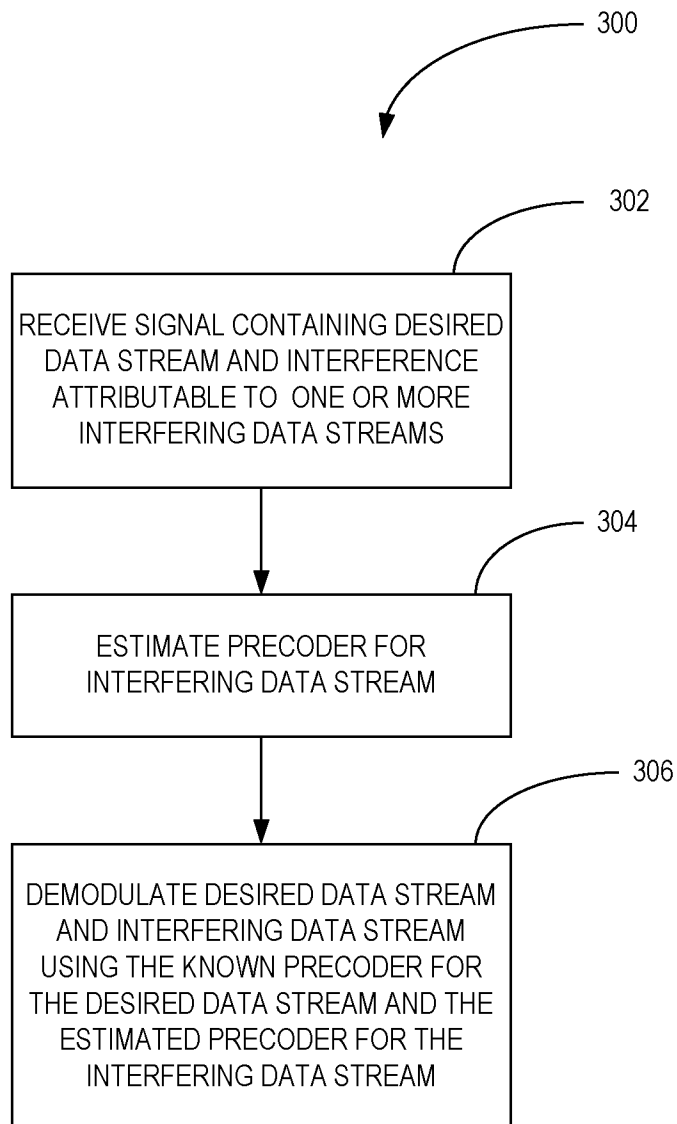 300
302
RECEIVE SIGNAL CONTAINING DESIRED
DATA STREAM AND INTERFERENCE
ATTRIBUTABLE TO ONE OR MORE
INTERFERING DATA STREAMS
304
ESTIMATE PRECODER FOR
INTERFERING DATA STREAM
306
DEMODULATE DESIRED DATA STREAM
AND INTERFERING DATA STREAM
USING THE KNOWN PRECODER FOR
THE DESIRED DATA STREAM AND THE
ESTIMATED PRECODER FOR THE
INTERFERING DATA STREAM